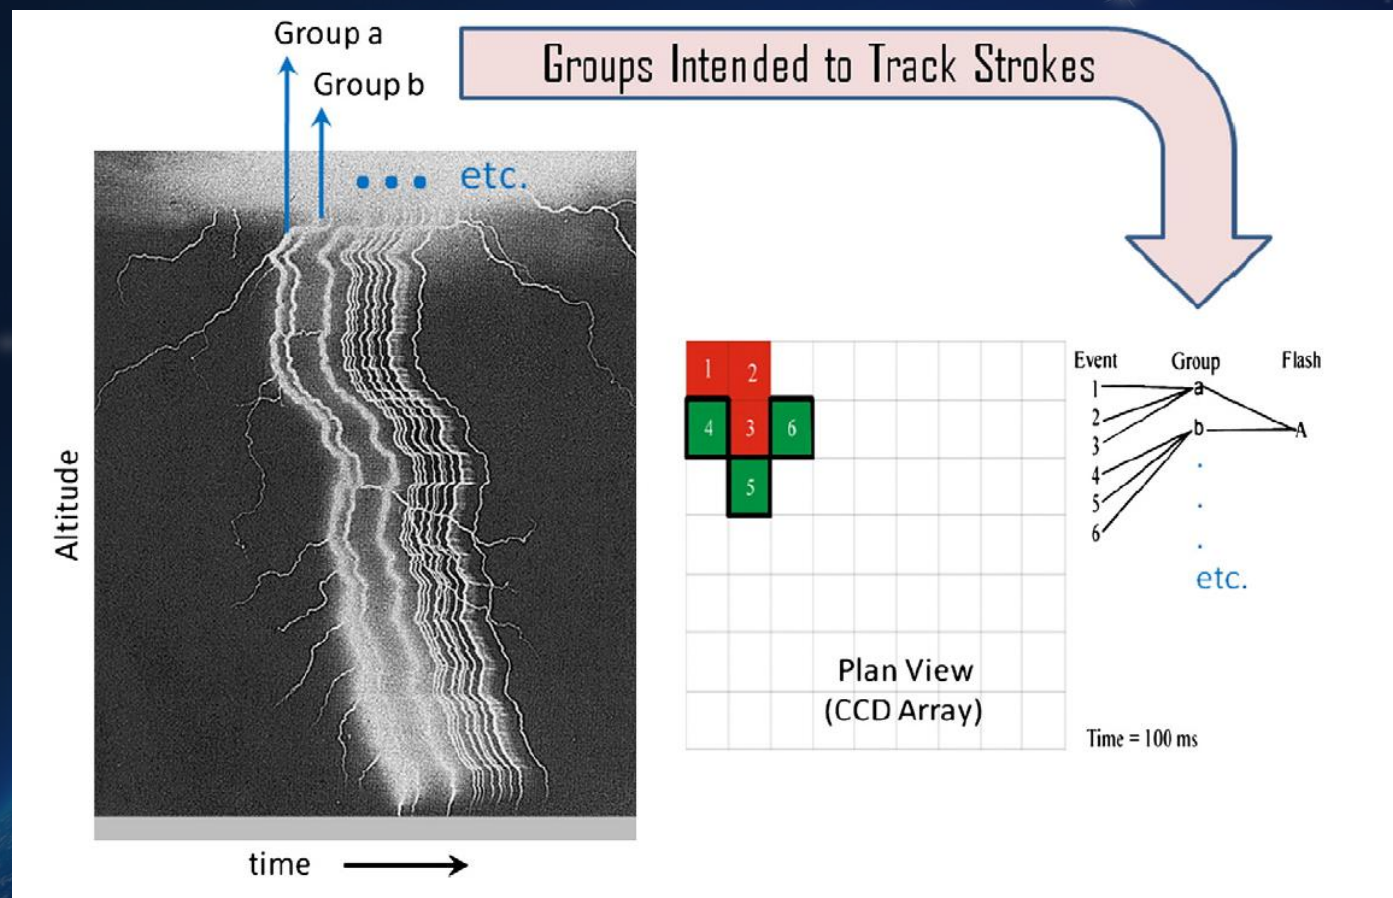 Group a
Group b
Groups Intended to Track Strokes
• • • etc.
Altitude
time
1 2
4 3 6
5
Plan View
(CCD Array)
Event Group Flash
1 a
2
b A
3
4
5
6
etc.
Time = 100 ms